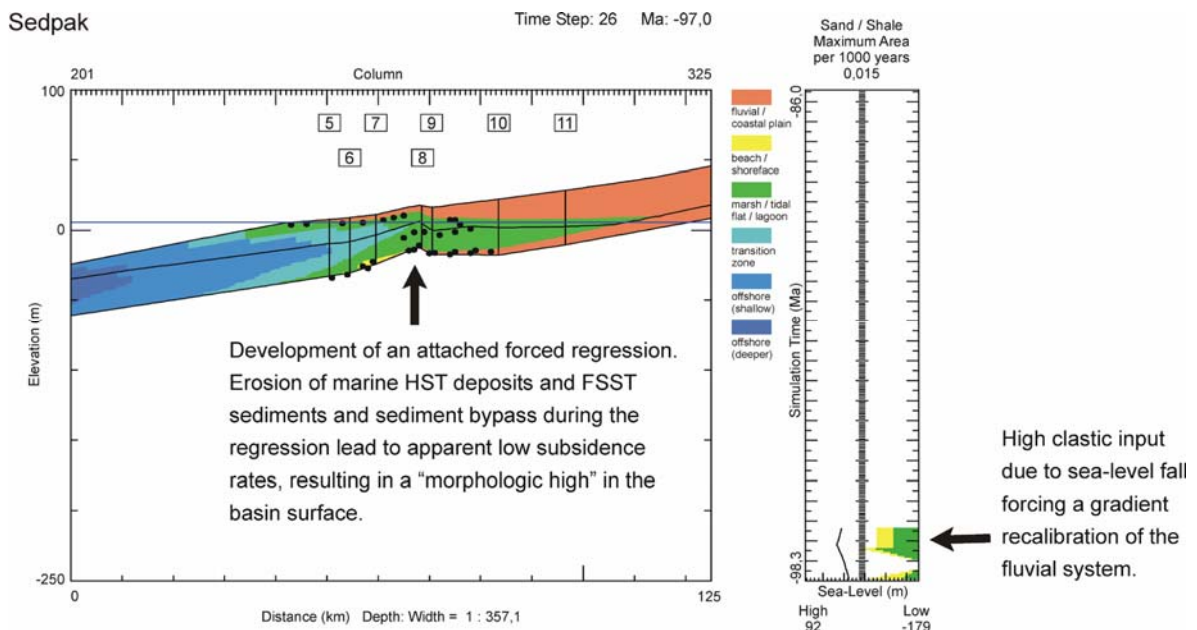 Sedpak
Time Step: 26 Ma: -97,0
201 Column 325
100
0
-250
Elevation (m)
5 7 9 10 11
6 8
0 125
Distance (km) Depth: Width = 1 : 357,1
Development of an attached forced regression.
Erosion of marine HST deposits and FSST
sediments and sediment bypass during the
regression lead to apparent low subsidence
rates, resulting in a “morphologic high” in the
basin surface.
fluvial /
coastal plain
beach /
shoreface
marsh / tidal
flat / lagoon
transition
zone
offshore
(shallow)
offshore
(deeper)
Sand / Shale
Maximum Area
per 1000 years
0,015
-86,0
Simulation Time (Ma)
-98,3
Sea-Level (m)
High Low
92 -179
High clastic input
due to sea-level fall
forcing a gradient
recalibration of the
fluvial system.